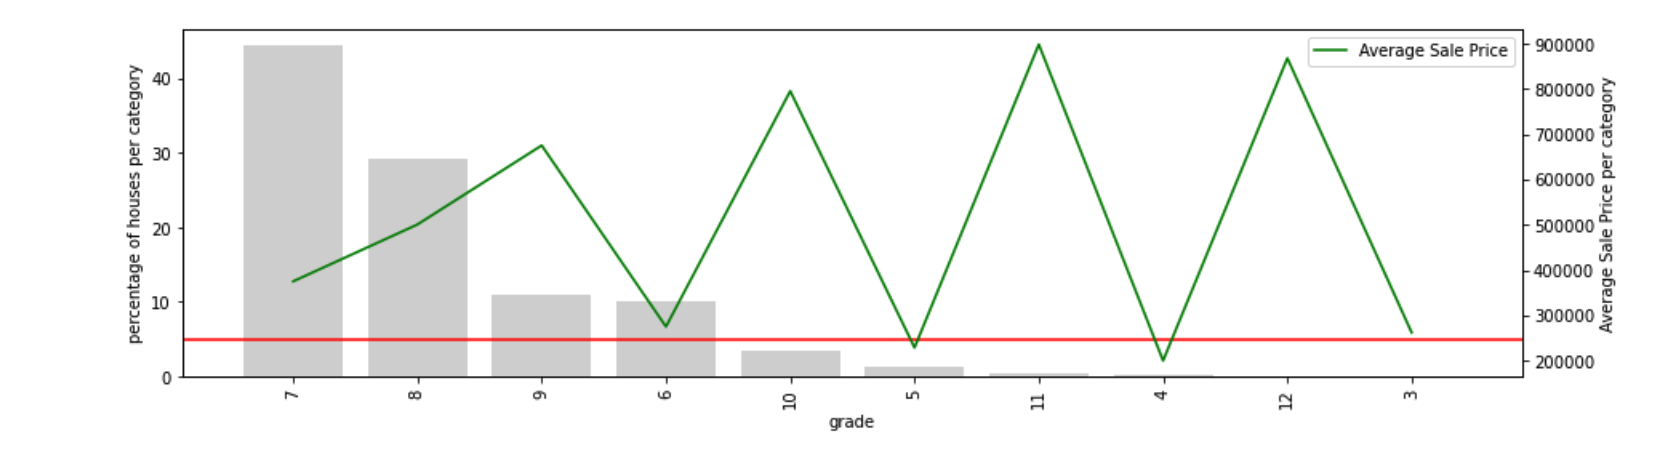 Average Sale Price
percentage of houses per category
40
30
20
10
0
900000
800000
700000
600000
500000
400000
300000
200000
Average Sale Price per category
7 8 9 6 10 5 11 4 12 3
grade